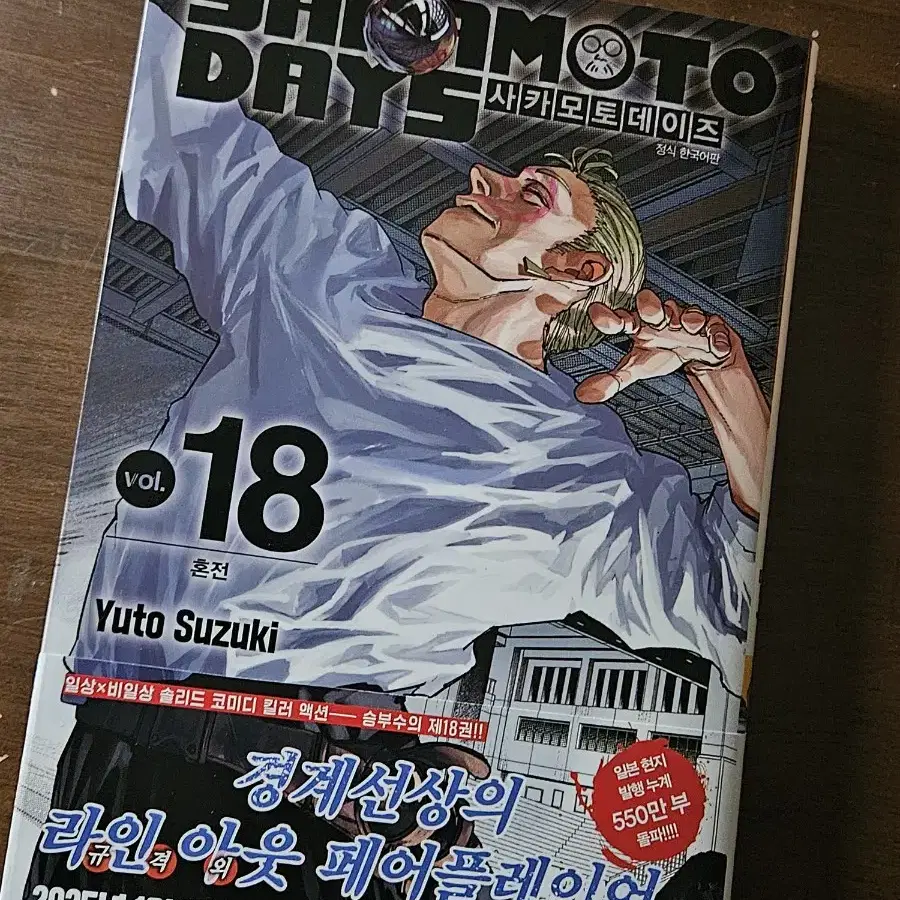 SAKAMOTO
DAYS
사카모토데이즈
정식 한국어판
vol. 18
혼전
Yuto Suzuki
일상×비일상 솔리드 코미디 킬러 액션── 승부수의 제18권!!
일본 현지
발행 누계
550만 부
돌파!!!!
경계선상의
라인 아웃 페어플레이어
규격외